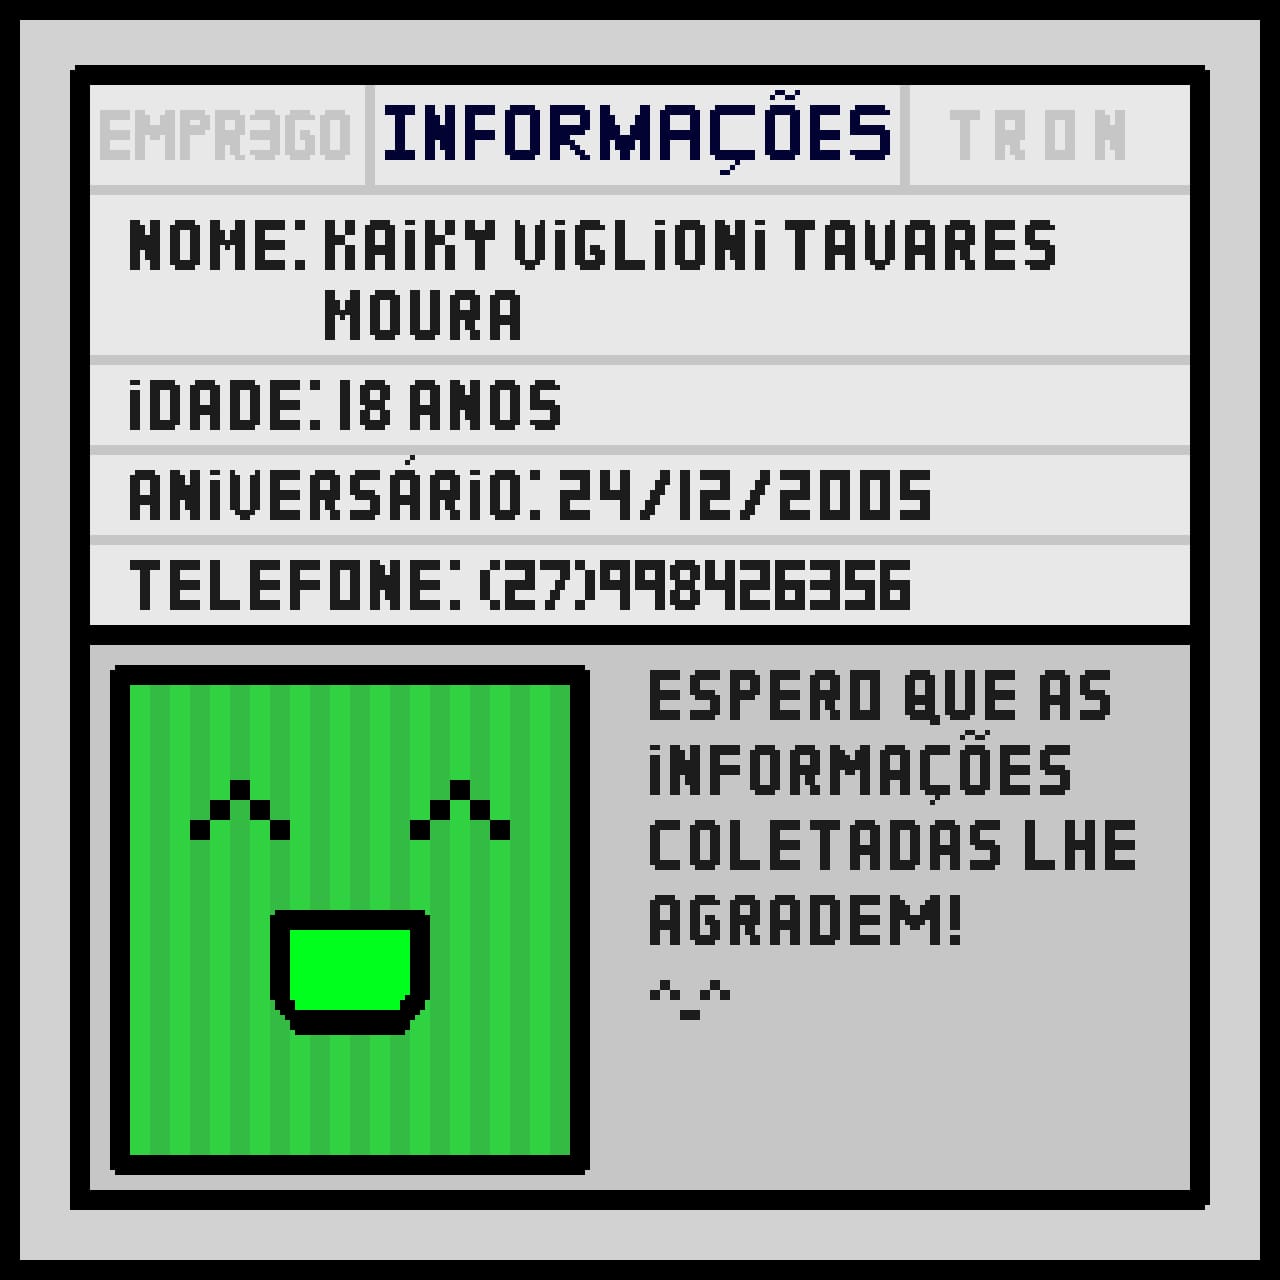 EMPR3GO INFORMAÇÕES TRON
NOME: KAiKY ViGLiONi TAVARES
MOURA
iDADE: 18 ANOS
ANiVERSÁRiO: 24/12/2005
TELEFONE: (27)998426356
ESPERO QUE AS
iNFORMAÇÕES
COLETADAS LHE
AGRADEM!
^_^